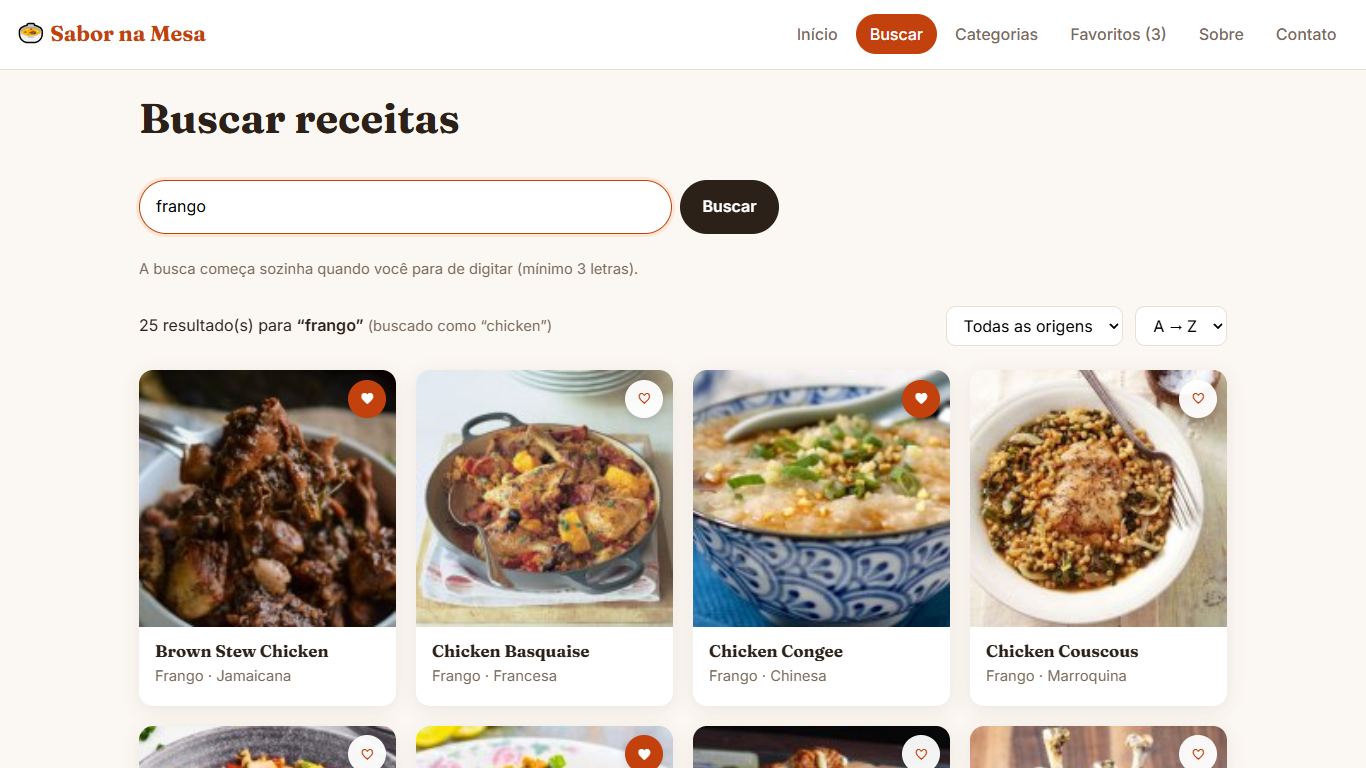 Sabor na Mesa
Início Buscar Categorias Favoritos (3) Sobre Contato
Buscar receitas
frango Buscar
A busca começa sozinha quando você para de digitar (mínimo 3 letras).
25 resultado(s) para “frango” (buscado como “chicken”) Todas as origens A → Z
Brown Stew Chicken
Frango · Jamaicana
Chicken Basquaise
Frango · Francesa
Chicken Congee
Frango · Chinesa
Chicken Couscous
Frango · Marroquina